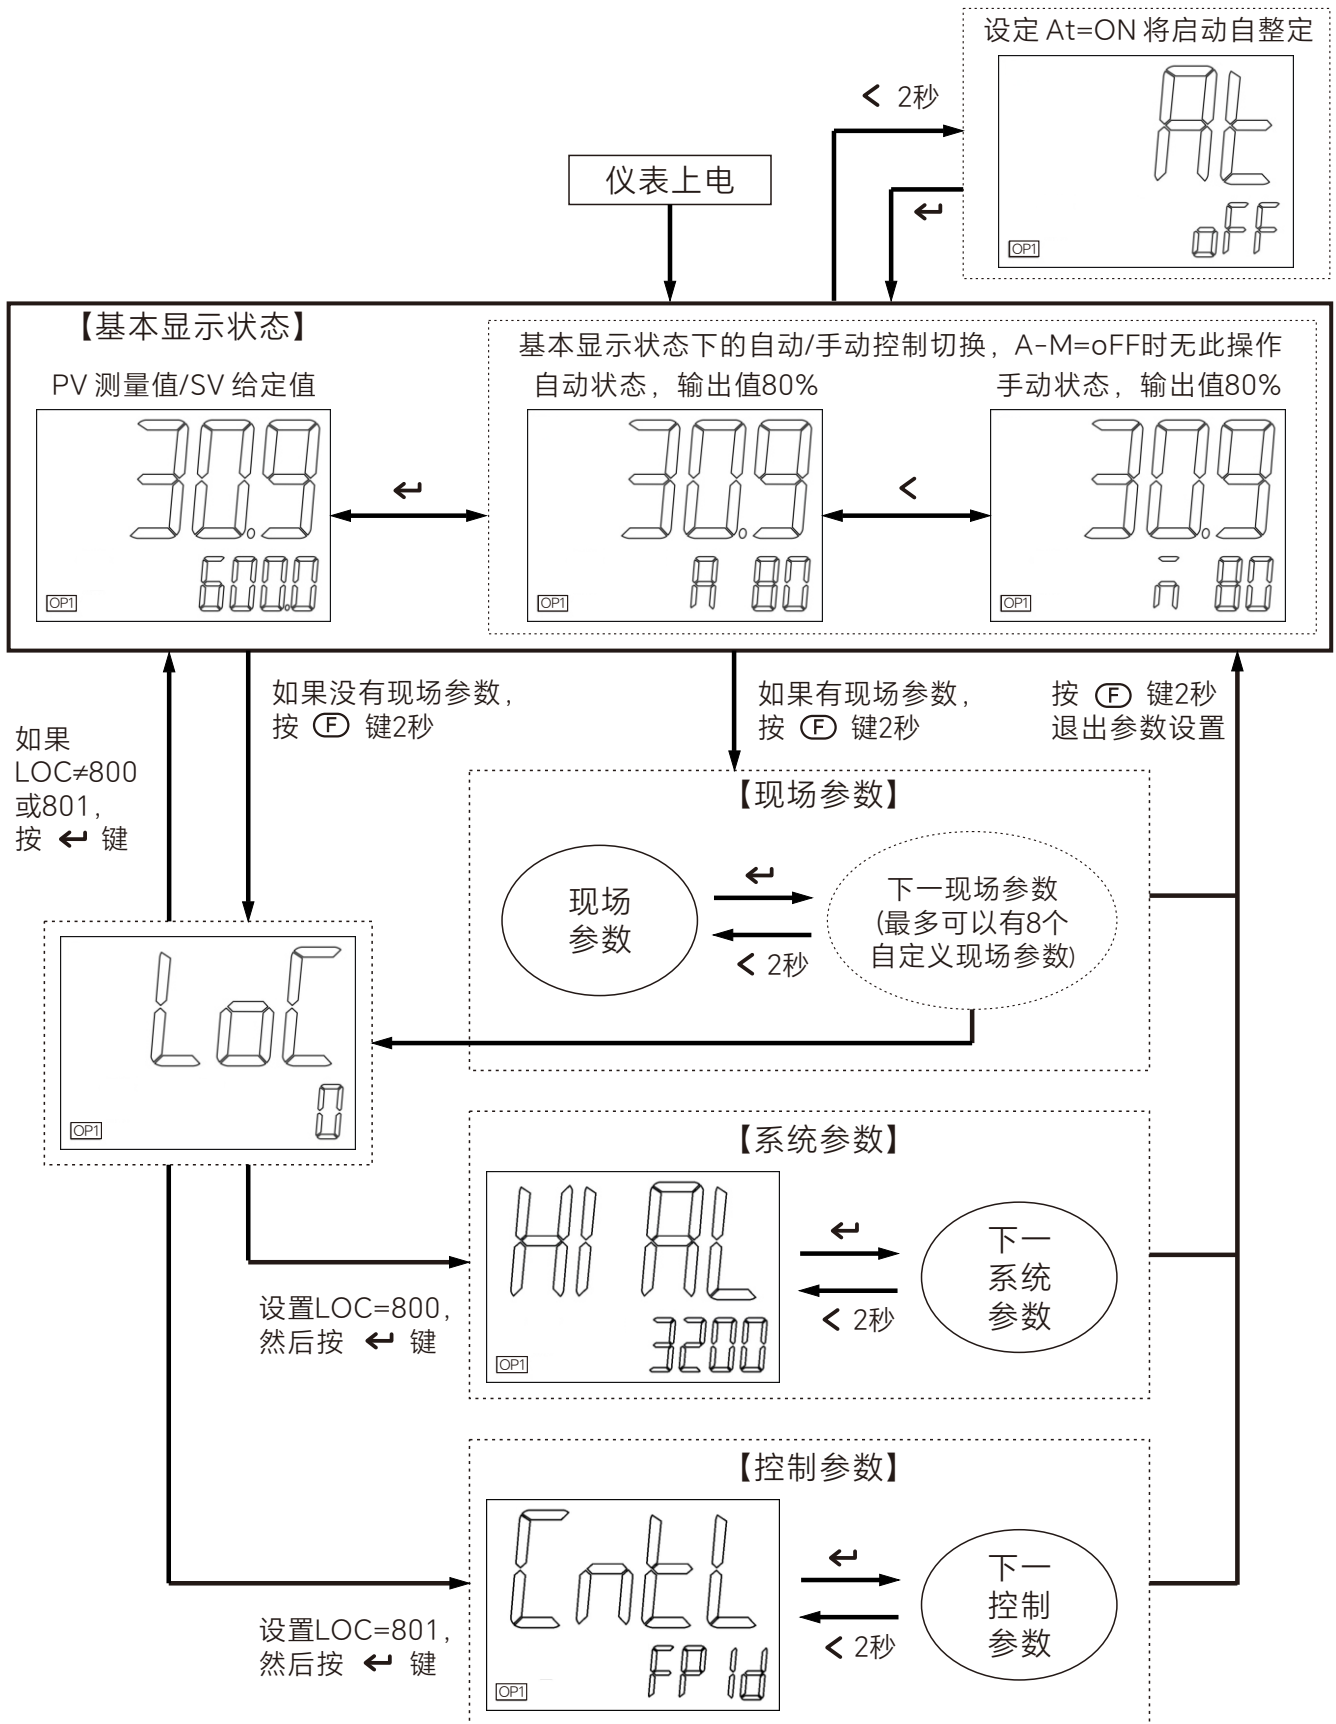 设定 At=ON 将启动自整定
At
oFF
OP1
< 2秒
仪表上电
↵
【基本显示状态】
基本显示状态下的自动/手动控制切换，A-M=oFF时无此操作
PV 测量值/SV 给定值
自动状态，输出值80%
手动状态，输出值80%
30.9
600.0
OP1
↵
30.9
A 80
OP1
<
30.9
n̄ 80
OP1
如果
LOC≠800
或801，
按 ↵ 键
如果没有现场参数，
按 Ⓕ 键2秒
如果有现场参数，
按 Ⓕ 键2秒
按 Ⓕ 键2秒
退出参数设置
【现场参数】
现场
参数
↵
< 2秒
下一现场参数
(最多可以有8个
自定义现场参数)
LoC
0
OP1
【系统参数】
HI AL
3200
OP1
↵
< 2秒
下一
系统
参数
设置LOC=800，
然后按 ↵ 键
【控制参数】
CntL
FPId
OP1
↵
< 2秒
下一
控制
参数
设置LOC=801，
然后按 ↵ 键